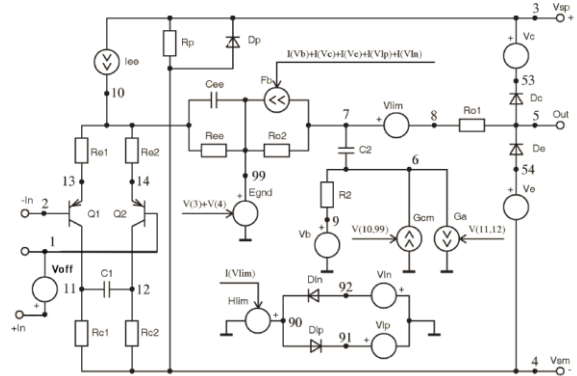 3 Vsp
+
Rp
Dp
Iee
I(Vb)+I(Vc)+I(Ve)+I(Vlp)+I(Vln)
+ Vc
Fb
53
10
Cee
Dc
7
Vlim
8
Ro1
5
Out
+
Re1
Re2
Ree
Ro2
C2
De
99
6
54
13
14
Egnd
R2
Ve
+
V(3)+V(4)
+
-In
2
Q1
Q2
9
Gcm
Ga
Vb
+
V(10,99)
V(11,12)
1
Voff
+
I(Vlim)
Dln
92
Vln
+
11
C1
12
Hlim
+
90
+In
Dlp
91
Vlp
+
Rc1
Rc2
4
Vsm
-